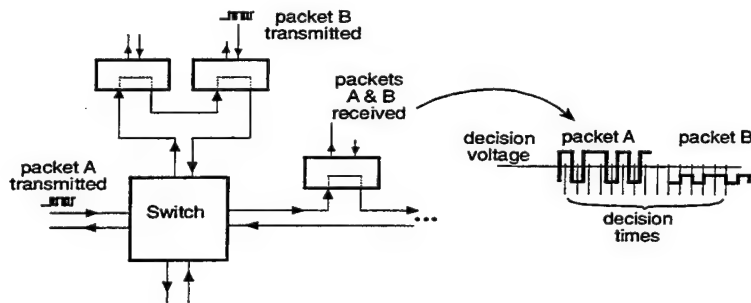 packet B
transmitted
packets
A & B
received
packet A
transmitted
Switch
...
decision
voltage
packet A
packet B
decision
times